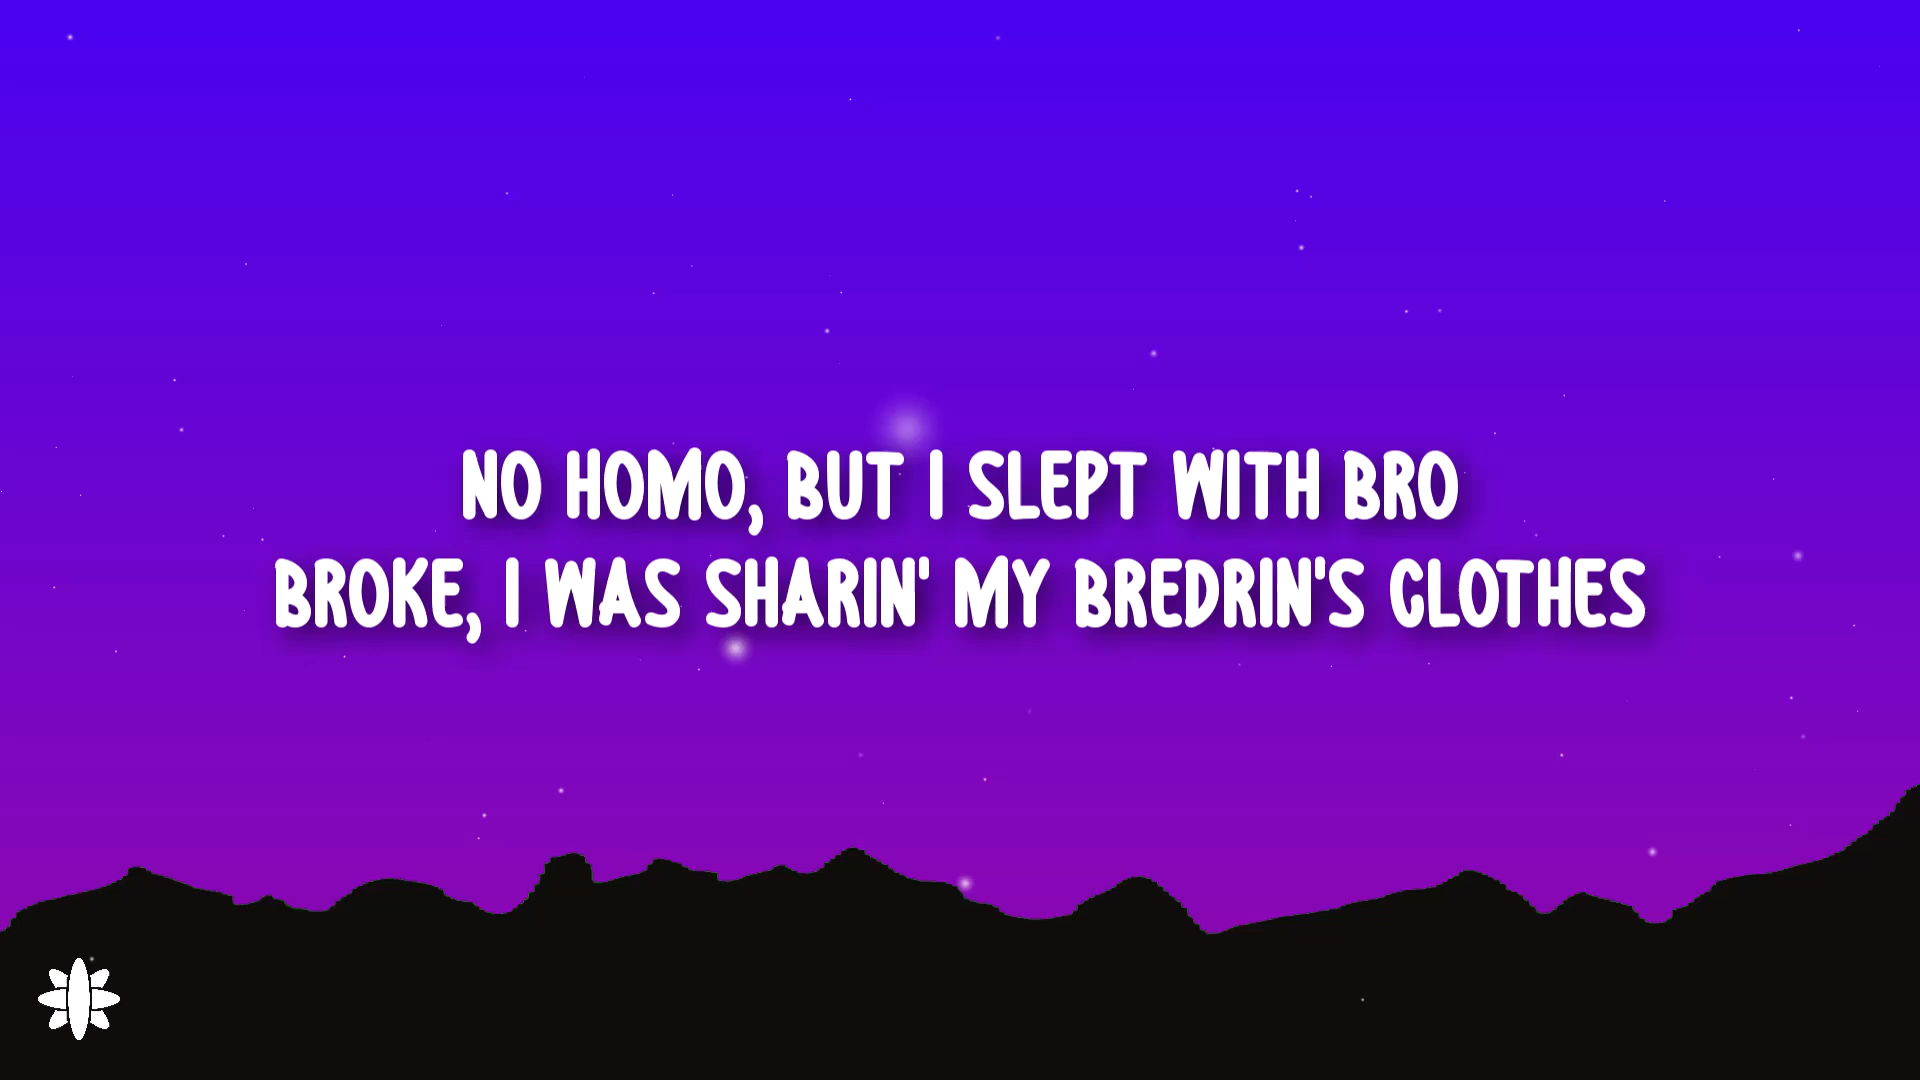 NO HOMO, BUT I SLEPT WITH BRO
BROKE, I WAS SHARIN' MY BREDRIN'S CLOTHES